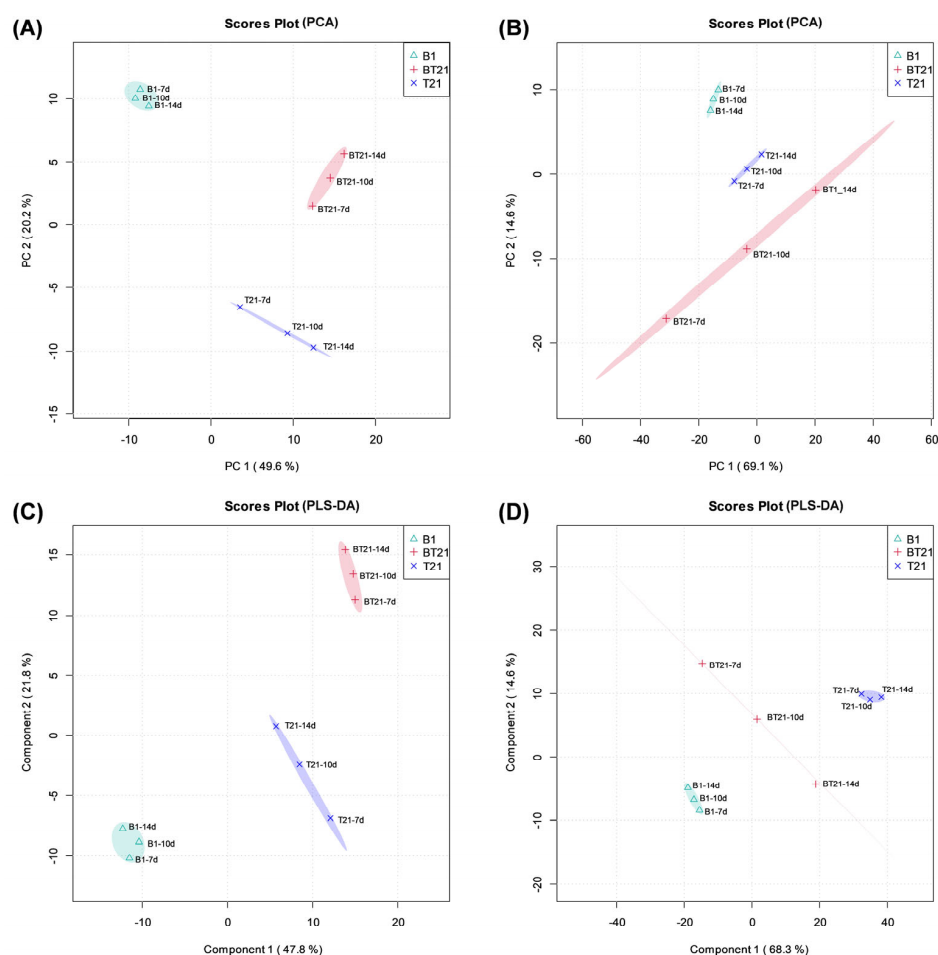 (A)
Scores Plot (PCA)
B1
BT21
T21
B1-7d
B1-10d
B1-14d
BT21-14d
BT21-10d
BT21-7d
T21-7d
T21-10d
T21-14d
10
5
0
-5
-10
-15
PC 2 ( 20.2 %)
-10 0 10 20
PC 1 ( 49.6 %)
(B)
Scores Plot (PCA)
B1
BT21
T21
B1-7d
B1-10d
B1-14d
T21-14d
T21-10d
T21-7d
BT1_14d
BT21-10d
BT21-7d
10
0
-10
-20
PC 2 ( 14.6 %)
-60 -40 -20 0 20 40 60
PC 1 ( 69.1 %)
(C)
Scores Plot (PLS-DA)
B1
BT21
T21
BT21-14d
BT21-10d
BT21-7d
T21-14d
T21-10d
T21-7d
B1-14d
B1-10d
B1-7d
15
10
5
0
-5
-10
Component 2 ( 21.8 %)
-10 0 10 20
Component 1 ( 47.8 %)
(D)
Scores Plot (PLS-DA)
B1
BT21
T21
BT21-7d
T21-7d
T21-14d
T21-10d
BT21-10d
BT21-14d
B1-14d
B1-10d
B1-7d
30
20
10
0
-10
-20
Component 2 ( 14.6 %)
-40 -20 0 20 40
Component 1 ( 68.3 %)